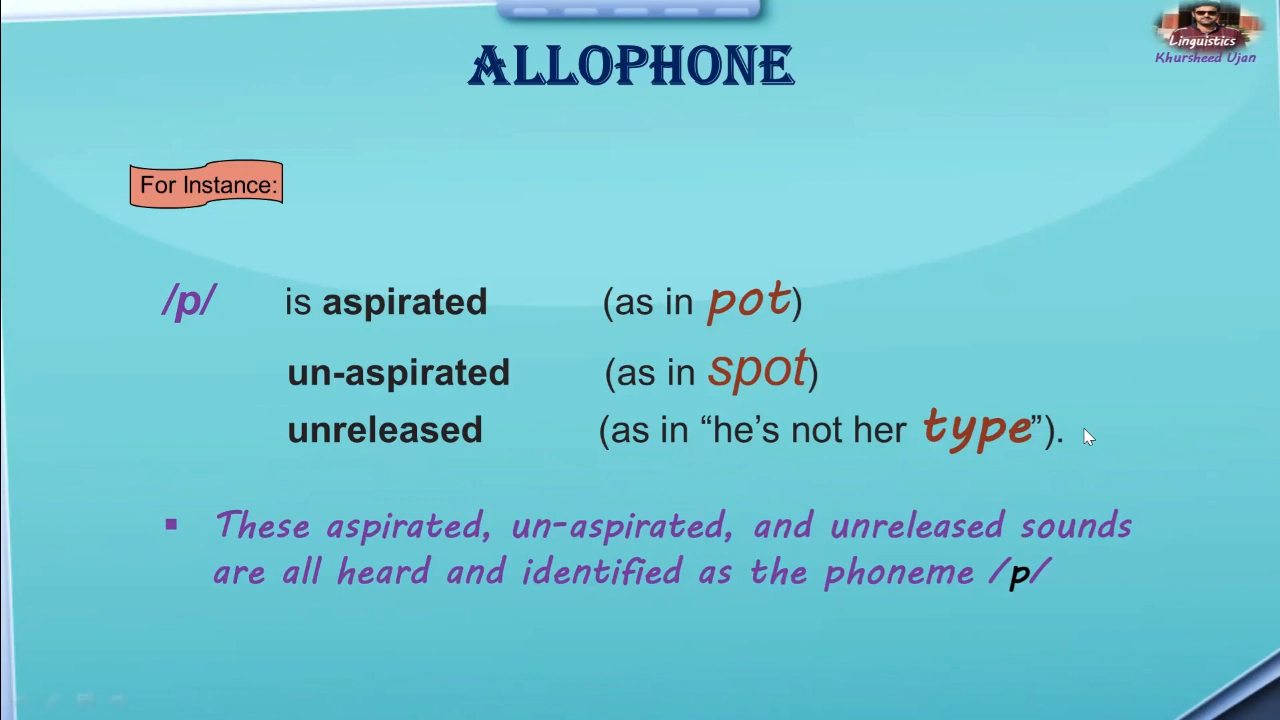 Linguistics
Khursheed Ujan
ALLOPHONE
For Instance:
/p/ is aspirated (as in pot)
un-aspirated (as in spot)
unreleased (as in “he’s not her type”).
▪ These aspirated, un-aspirated, and unreleased sounds
are all heard and identified as the phoneme /p/